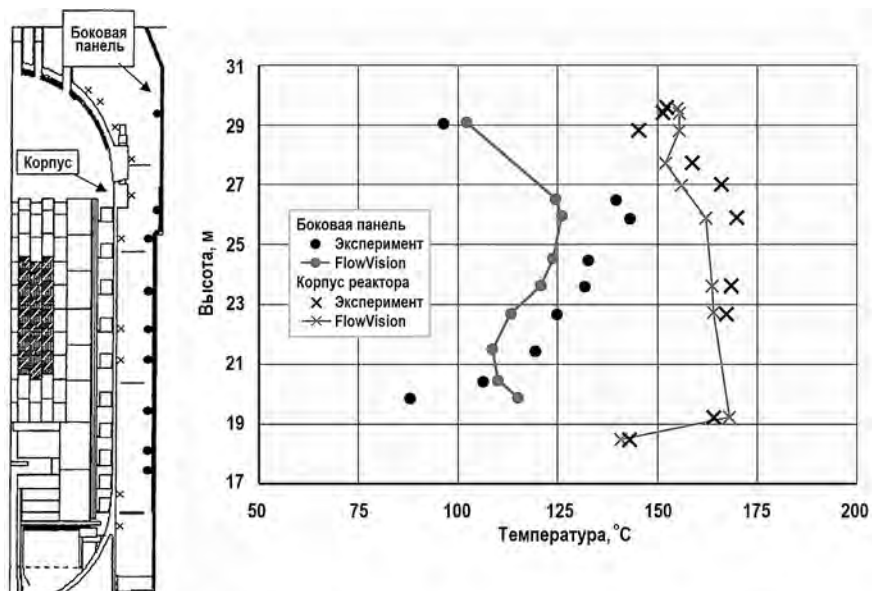 Боковая
панель
Корпус
31
29
27
25
23
21
19
17
Высота, м
Боковая панель
Эксперимент
FlowVision
Корпус реактора
Эксперимент
FlowVision
50
75
100
125
150
175
200
Температура, °C